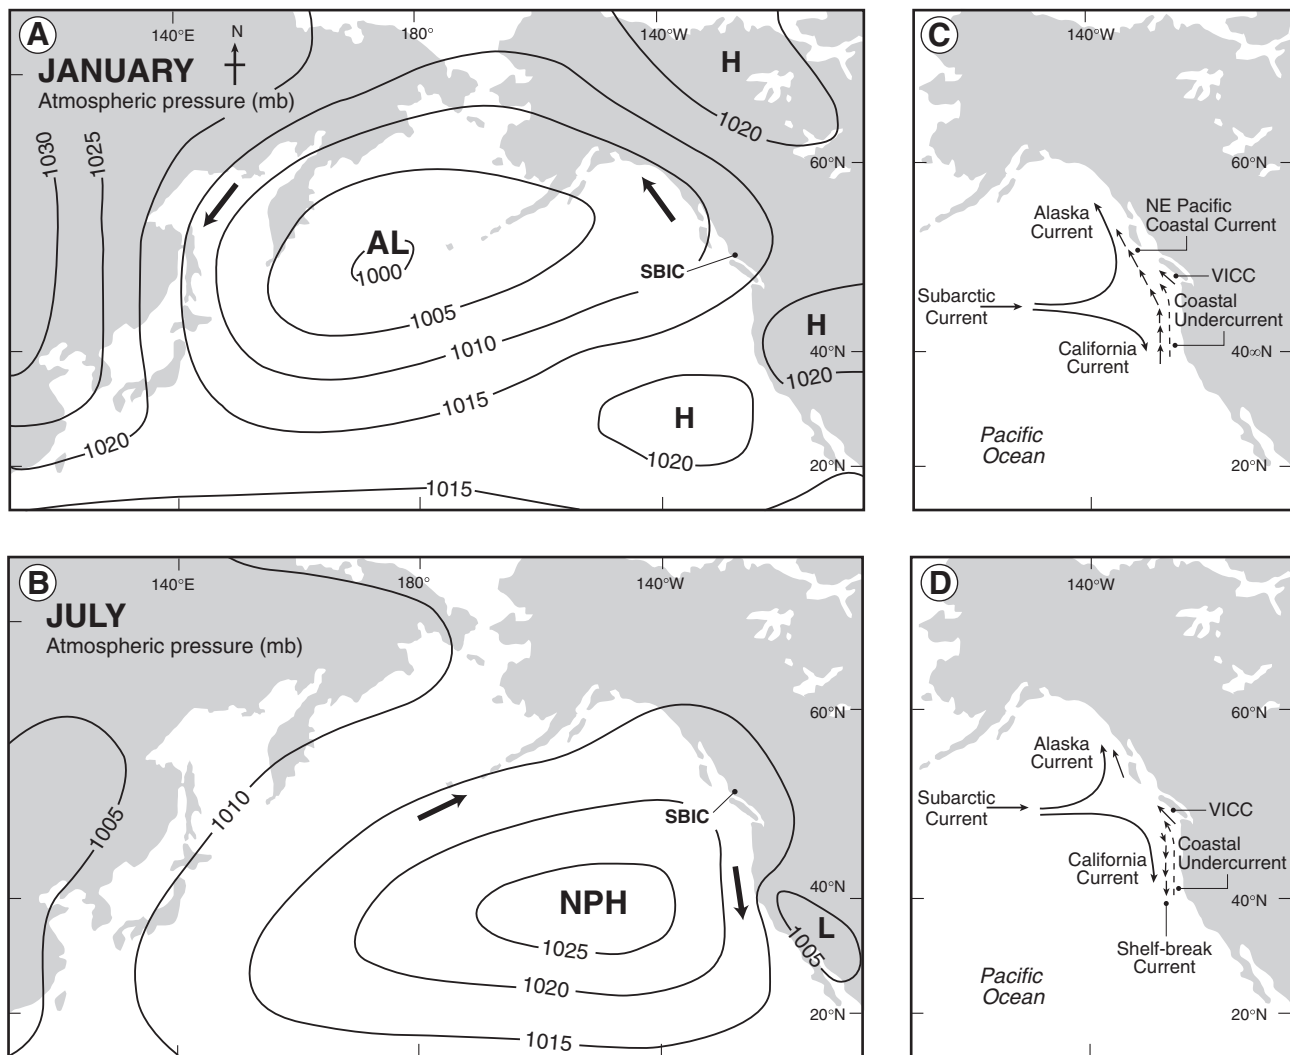 A
140°E
N
180°
140°W
JANUARY
Atmospheric pressure (mb)
H
1030
1025
1020
60°N
AL
1000
SBIC
1005
1010
H
1020
40°N
1015
H
1020
1020
20°N
1015
C
140°W
60°N
Alaska
Current
NE Pacific
Coastal Current
VICC
Subarctic
Current
Coastal
Undercurrent
California
Current
40∞N
Pacific
Ocean
20°N
B
140°E
180°
140°W
JULY
Atmospheric pressure (mb)
60°N
1005
1010
SBIC
NPH
40°N
L
1005
1025
1020
1015
20°N
D
140°W
60°N
Alaska
Current
Subarctic
Current
VICC
Coastal
Undercurrent
California
Current
40°N
Shelf-break
Current
Pacific
Ocean
20°N